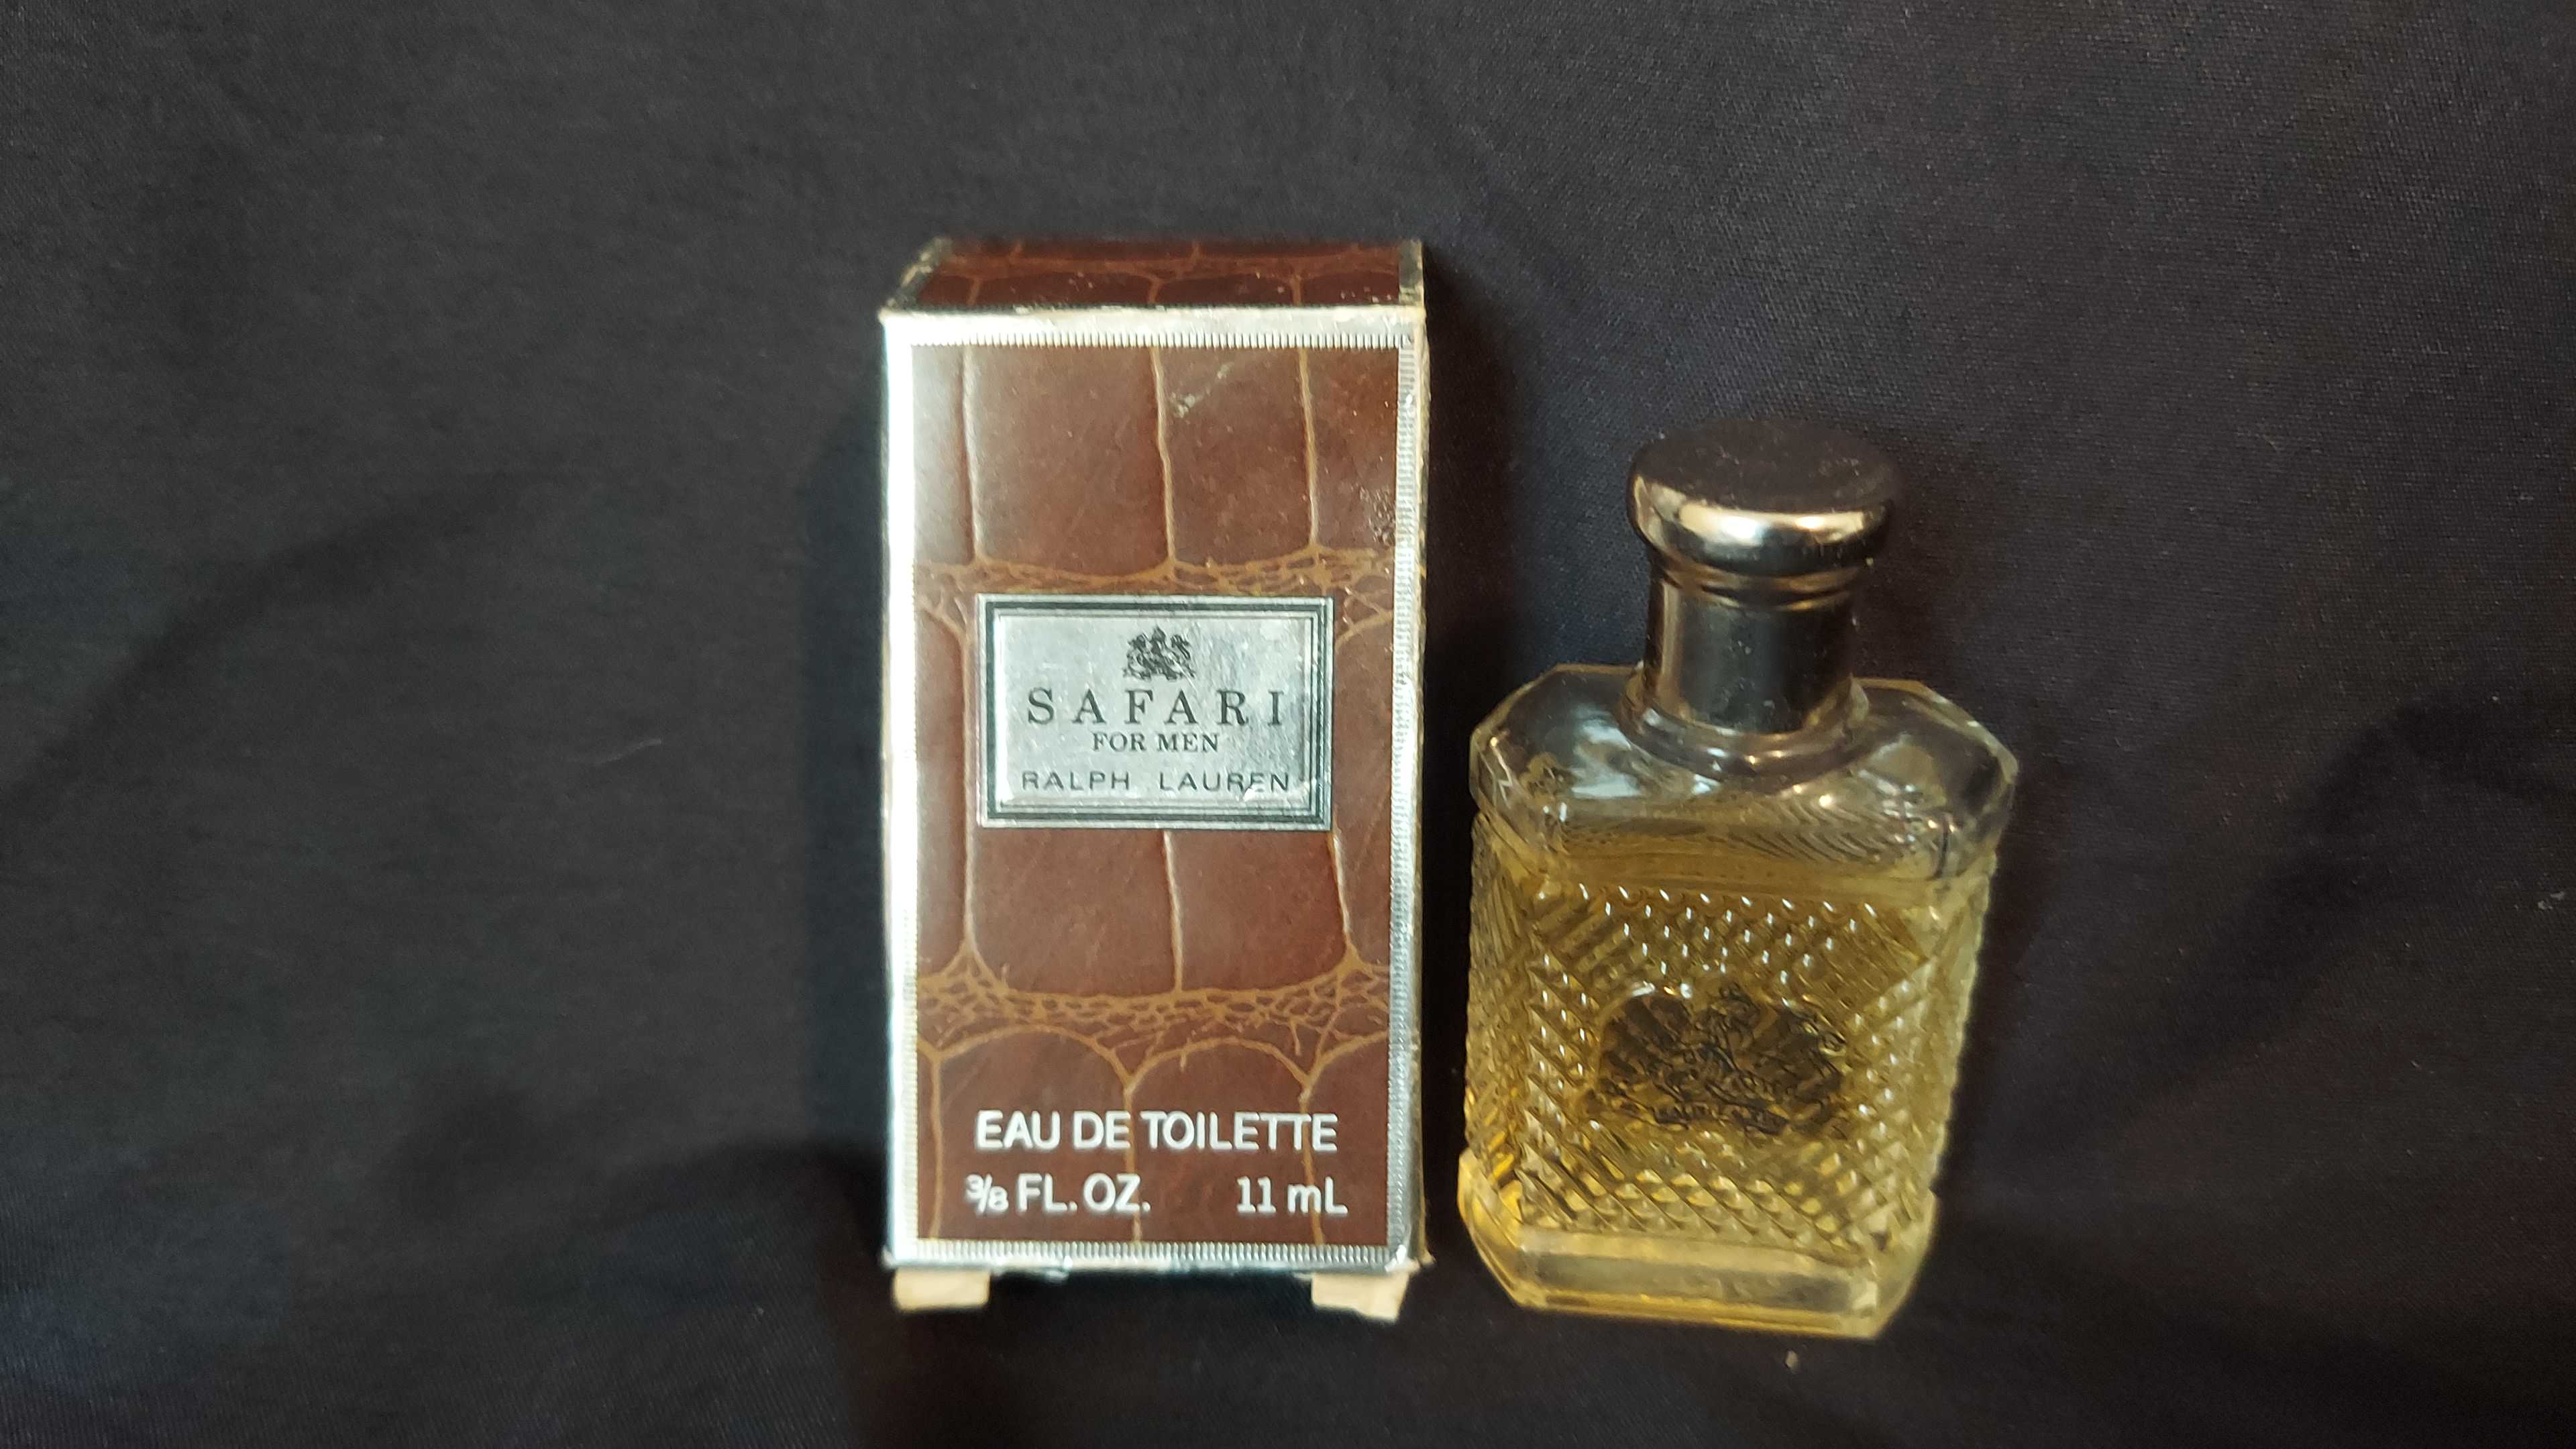 SAFARI
FOR MEN
RALPH LAUREN
EAU DE TOILETTE
3/8 FL. OZ. 11 mL